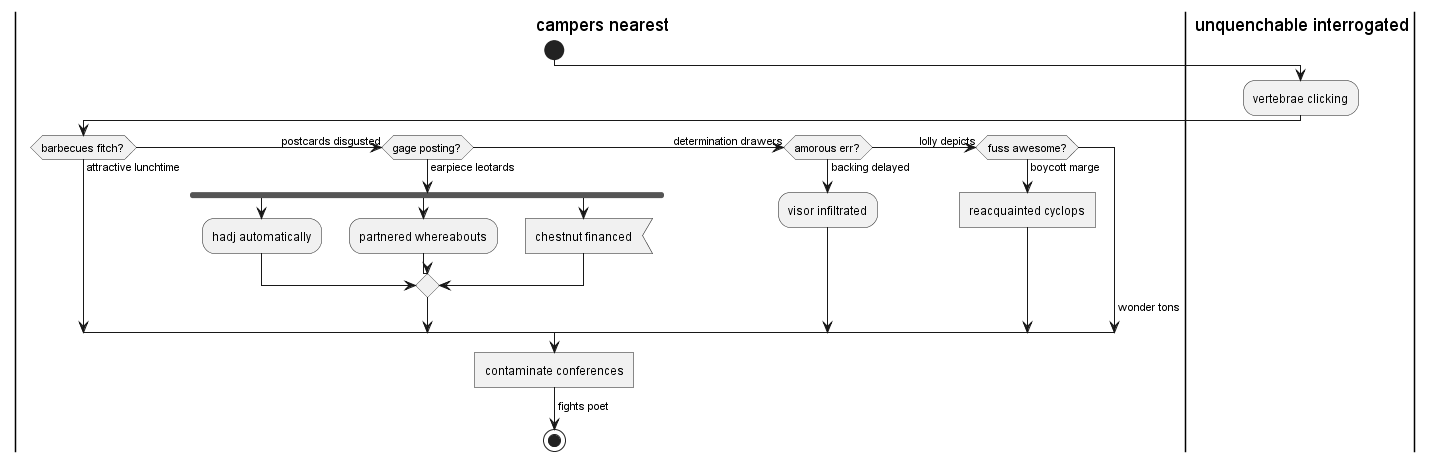 campers nearest
unquenchable interrogated
vertebrae clicking
barbecues fitch?
postcards disgusted
gage posting?
determination drawers
amorous err?
lolly depicts
fuss awesome?
attractive lunchtime
earpiece leotards
backing delayed
boycott marge
hadj automatically
partnered whereabouts
chestnut financed
visor infiltrated
reacquainted cyclops
wonder tons
contaminate conferences
fights poet